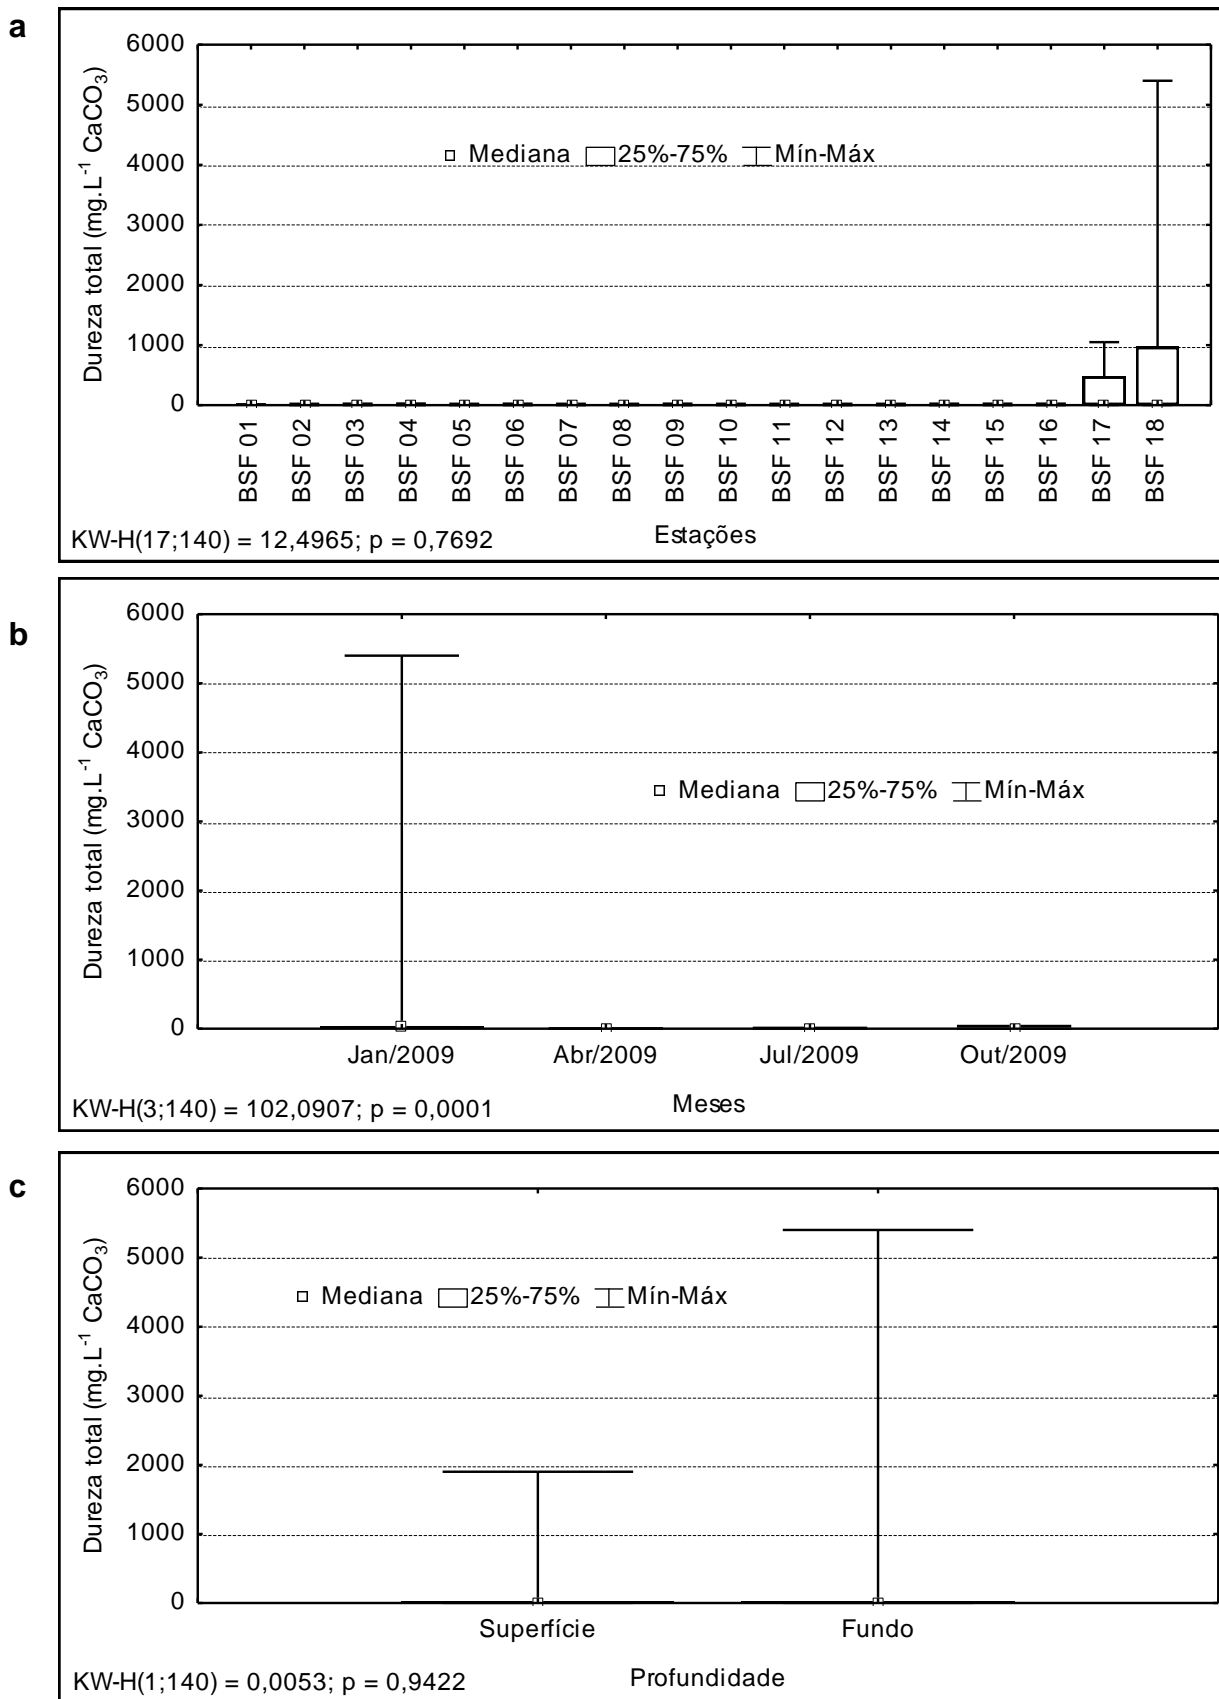 a
6000
5000
4000
3000
2000
1000
0
Dureza total (mg.L⁻¹ CaCO₃)
Mediana 25%-75% Mín-Máx
BSF 01 BSF 02 BSF 03 BSF 04 BSF 05 BSF 06 BSF 07 BSF 08 BSF 09 BSF 10 BSF 11 BSF 12 BSF 13 BSF 14 BSF 15 BSF 16 BSF 17 BSF 18
Estações
KW-H(17;140) = 12,4965; p = 0,7692
b
6000
5000
4000
3000
2000
1000
0
Dureza total (mg.L⁻¹ CaCO₃)
Mediana 25%-75% Mín-Máx
Jan/2009 Abr/2009 Jul/2009 Out/2009
Meses
KW-H(3;140) = 102,0907; p = 0,0001
c
6000
5000
4000
3000
2000
1000
0
Dureza total (mg.L⁻¹ CaCO₃)
Mediana 25%-75% Mín-Máx
Superfície Fundo
Profundidade
KW-H(1;140) = 0,0053; p = 0,9422